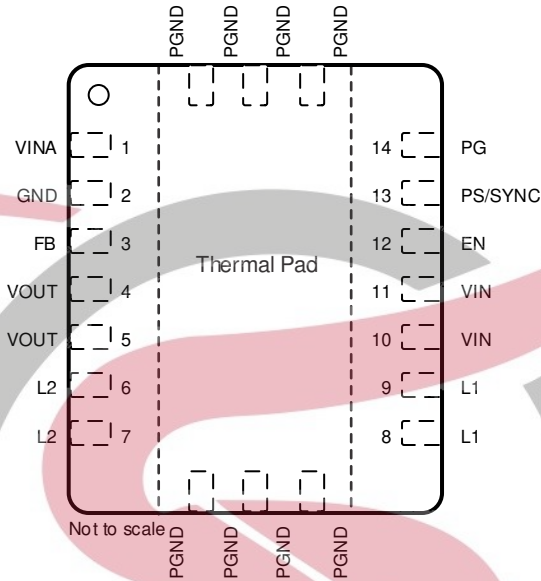 PGND PGND PGND PGND
VINA 1 14 PG
GND 2 13 PS/SYNC
FB 3 12 EN
Thermal Pad
VOUT 4 11 VIN
VOUT 5 10 VIN
L2 6 9 L1
L2 7 8 L1
Not to scale
PGND PGND PGND PGND